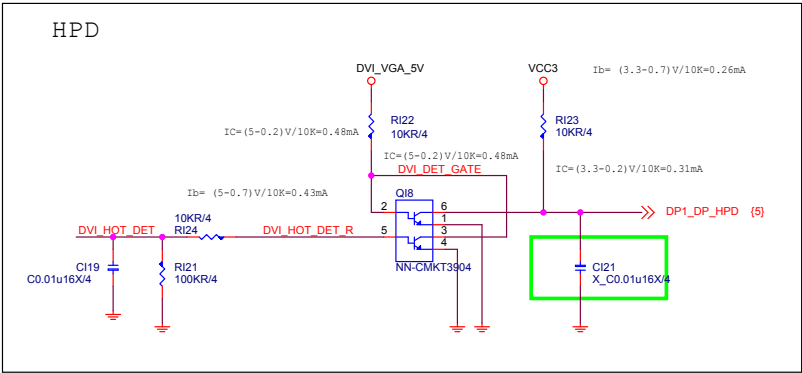 HPD
DVI_VGA_5V
VCC3
Ib= (3.3-0.7)V/10K=0.26mA
RI22
10KR/4
RI23
10KR/4
IC=(5-0.2)V/10K=0.48mA
IC=(5-0.2)V/10K=0.48mA
DVI_DET_GATE
IC=(3.3-0.2)V/10K=0.31mA
Ib= (5-0.7)V/10K=0.43mA
QI8
2
6
1
DP1_DP_HPD {5}
10KR/4
RI24
DVI_HOT_DET
DVI_HOT_DET_R
5
3
4
NN-CMKT3904
CI19
C0.01u16X/4
RI21
100KR/4
CI21
X_C0.01u16X/4